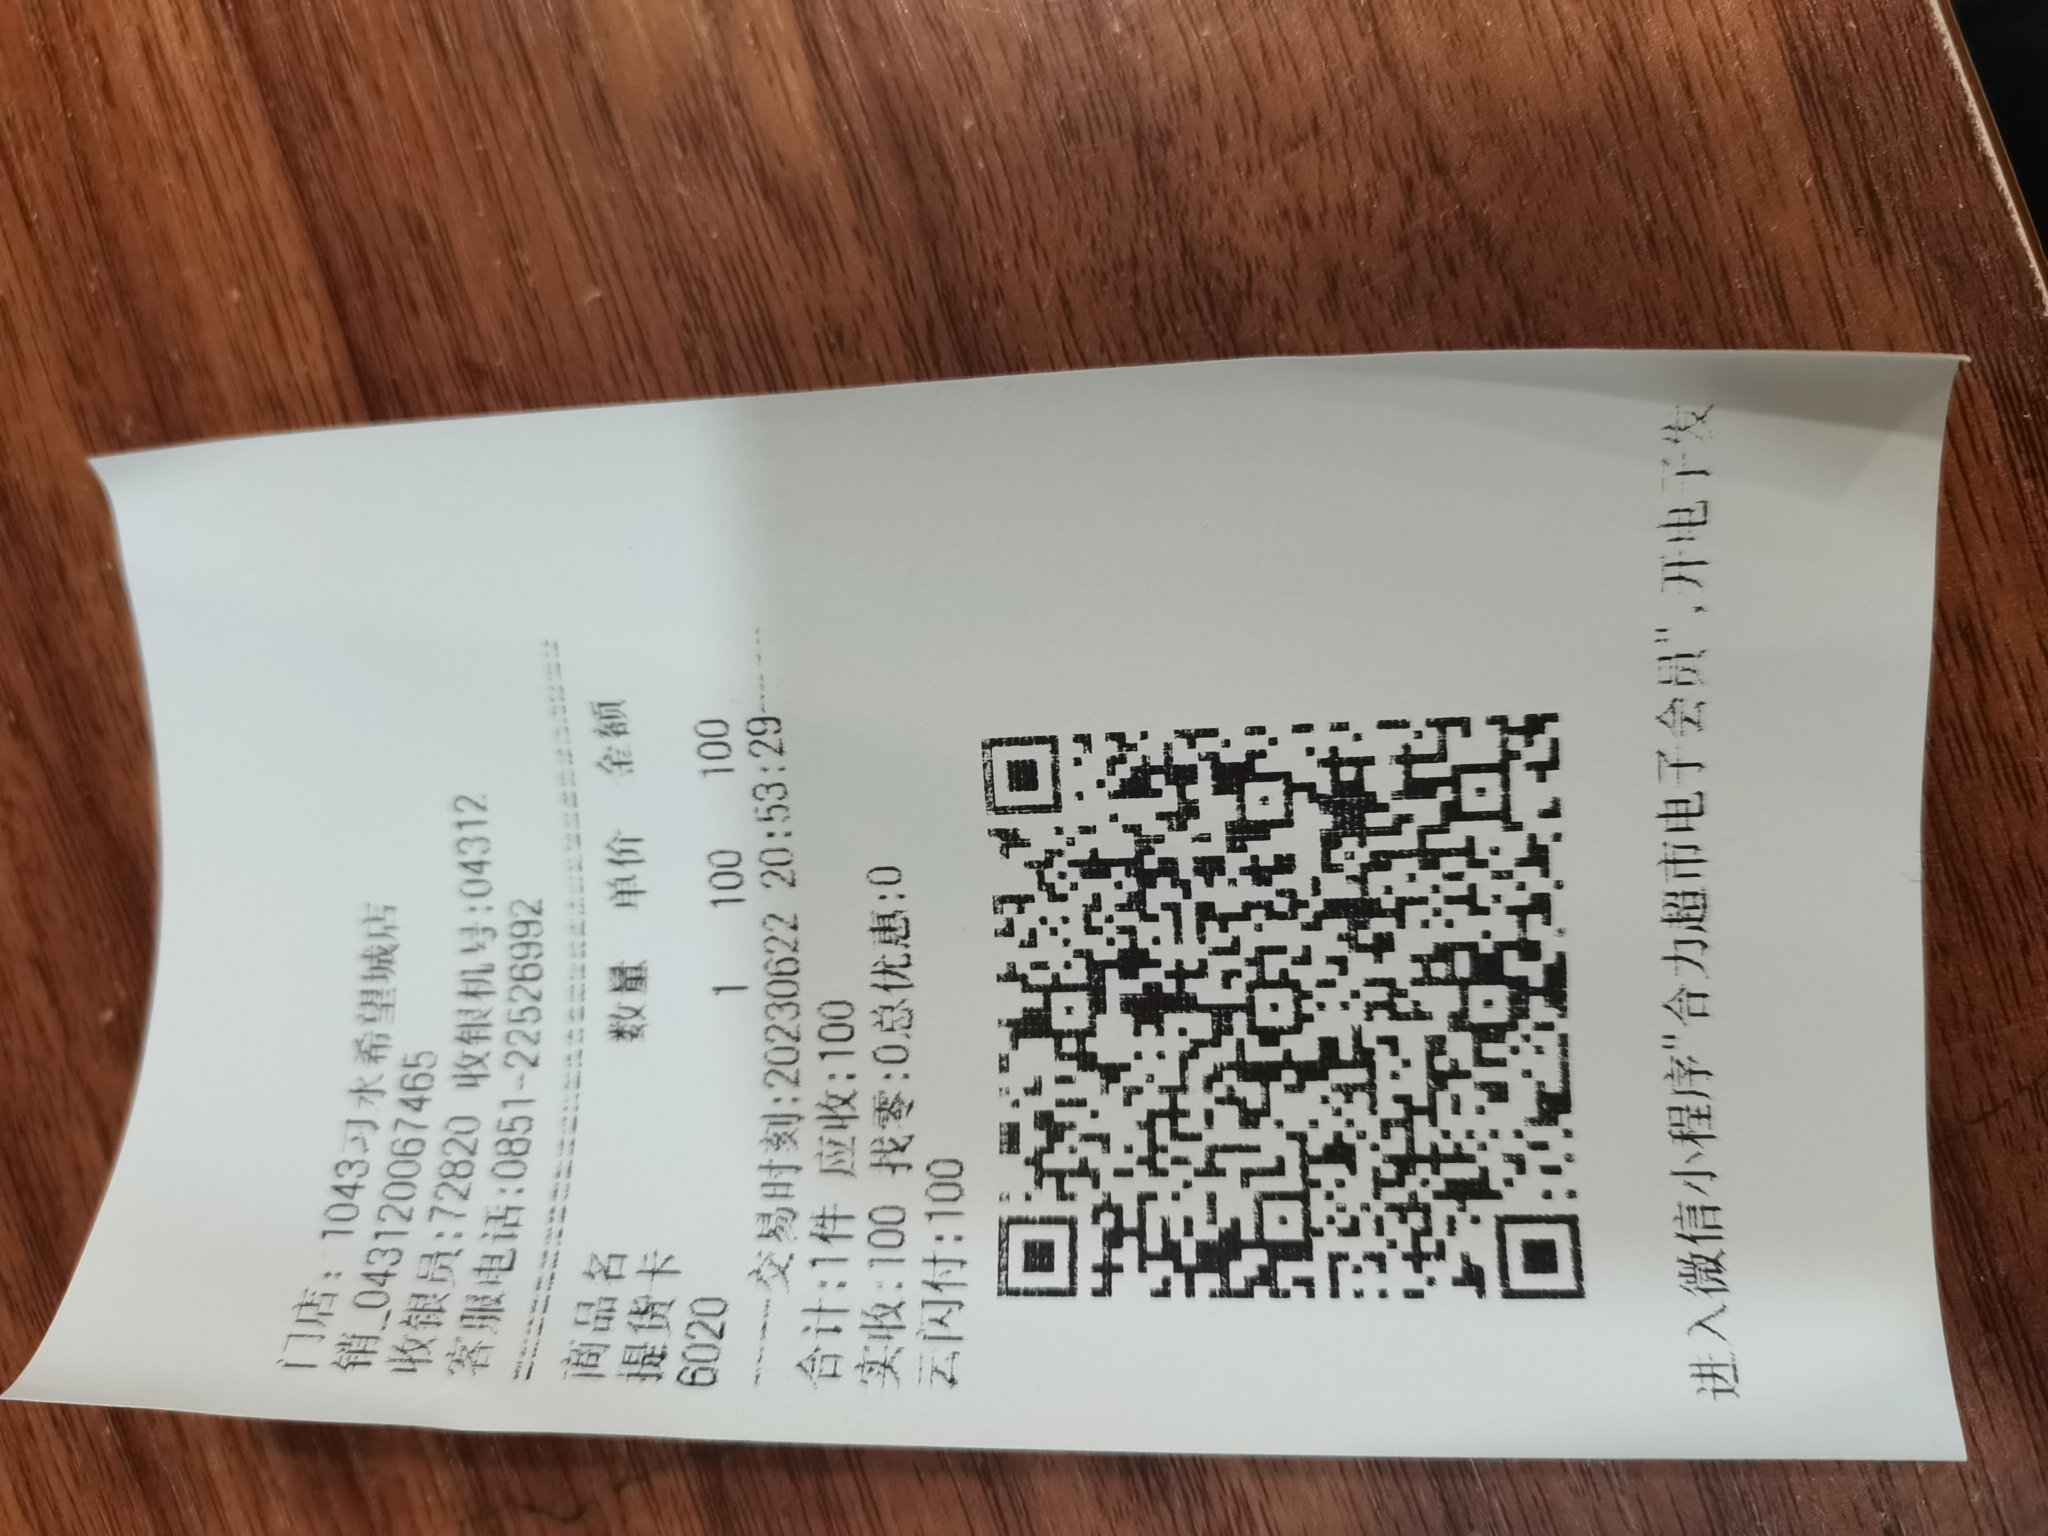 门店: 1043习水希望城店
销_043120067465
收银员:72820 收银机号:04312
客服电话:0851-22526992
商品名 数量 单价 金额
提货卡
6020 1 100 100
交易时刻:20230622 20:53:29
合计:1件 应收:100
实收:100 找零:0总优惠:0
云闪付:100
进入微信小程序"合力超市电子会员",开电子发